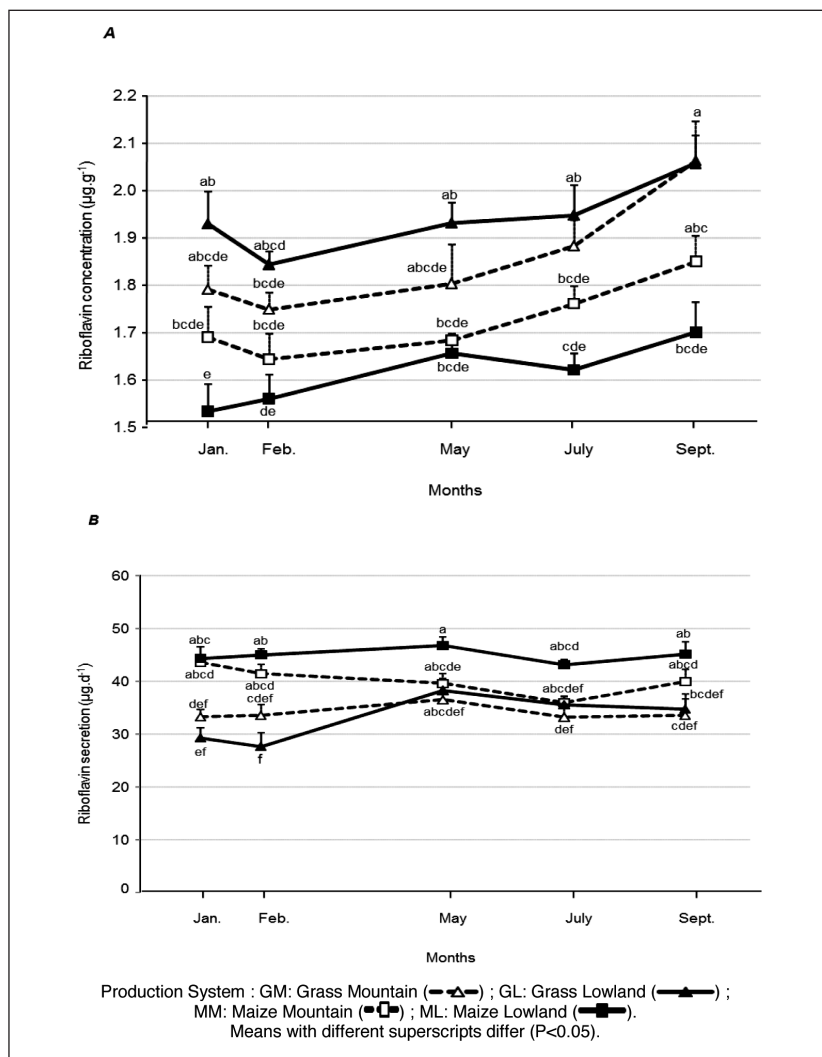 A
Riboflavin concentration (µg.g-1)
2.2
2.1
2.0
1.9
1.8
1.7
1.6
1.5
a
ab
ab
ab
abcd
abc
abcde
bcde
abcde
bcde
bcde
bcde
bcde
bcde
cde
bcde
e
de
bcde
Jan.
Feb.
May
July
Sept.
Months
B
Riboflavin secretion (µg.d-1)
60
50
40
30
20
10
0
abc
ab
a
abcd
ab
abcd
abcd
abcde
abcdef
abcd
bcdef
def
cdef
abcdef
def
cdef
ef
f
Jan.
Feb.
May
July
Sept.
Months
Production System : GM: Grass Mountain ( ) ; GL: Grass Lowland ( ) ;
MM: Maize Mountain ( ) ; ML: Maize Lowland ( ).
Means with different superscripts differ (P<0.05).